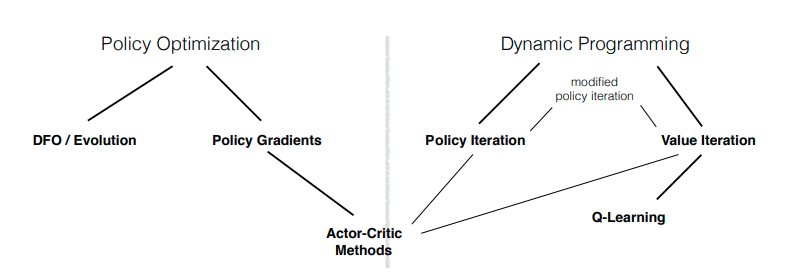 Policy Optimization
Dynamic Programming
modified
policy iteration
DFO / Evolution
Policy Gradients
Policy Iteration
Value Iteration
Q-Learning
Actor-Critic
Methods